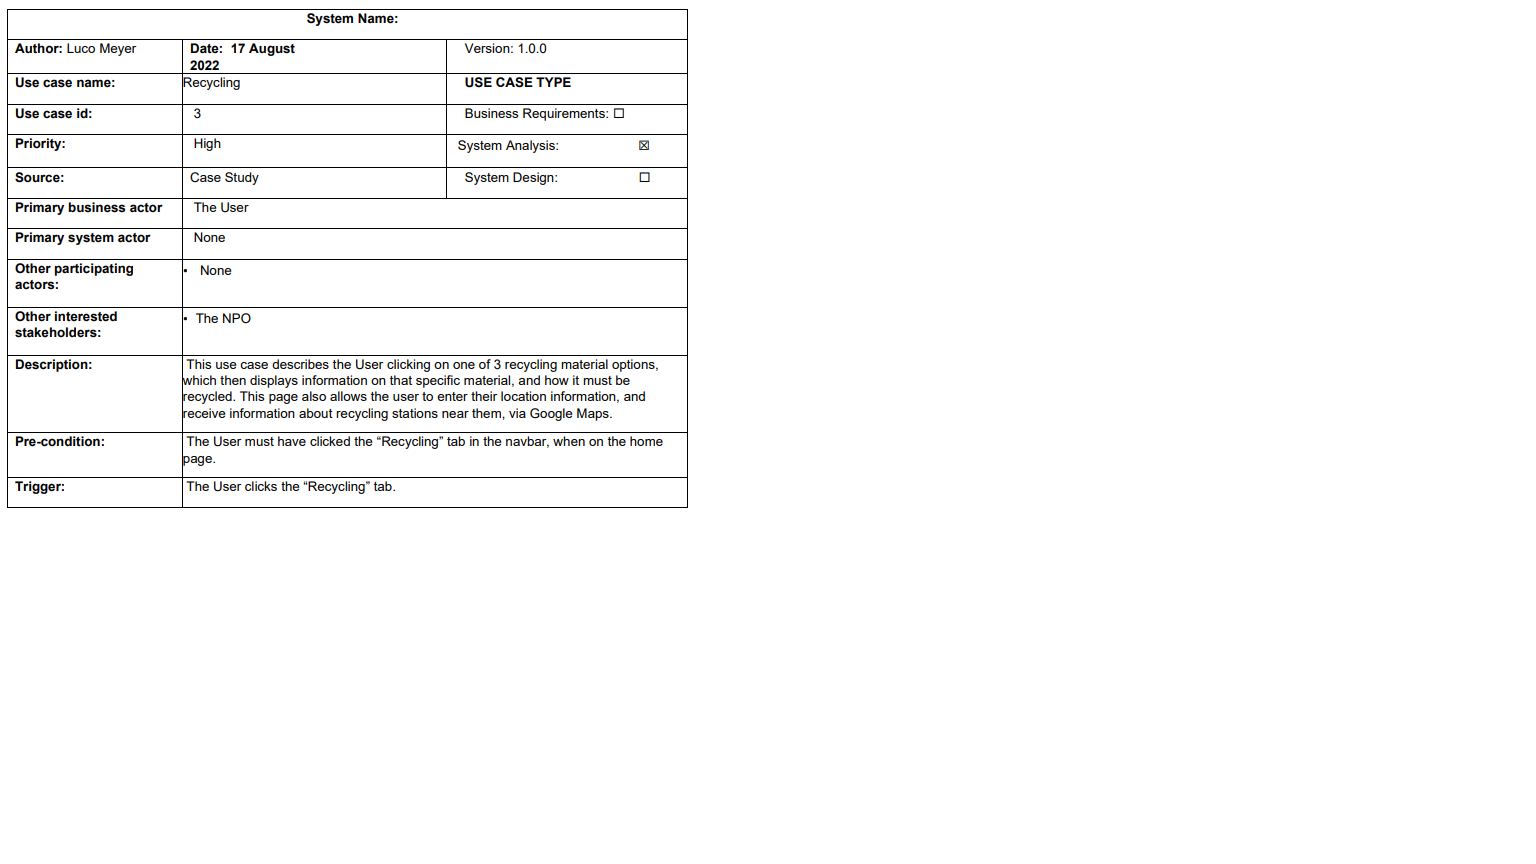 System Name:
Author: Luco Meyer
Date: 17 August
2022
Version: 1.0.0
Use case name:
Recycling
USE CASE TYPE
Use case id:
3
Business Requirements: ☐
Priority:
High
System Analysis: ☒
Source:
Case Study
System Design: ☐
Primary business actor
The User
Primary system actor
None
Other participating
actors:
▪ None
Other interested
stakeholders:
▪ The NPO
Description:
This use case describes the User clicking on one of 3 recycling material options,
which then displays information on that specific material, and how it must be
recycled. This page also allows the user to enter their location information, and
receive information about recycling stations near them, via Google Maps.
Pre-condition:
The User must have clicked the “Recycling” tab in the navbar, when on the home
page.
Trigger:
The User clicks the “Recycling” tab.